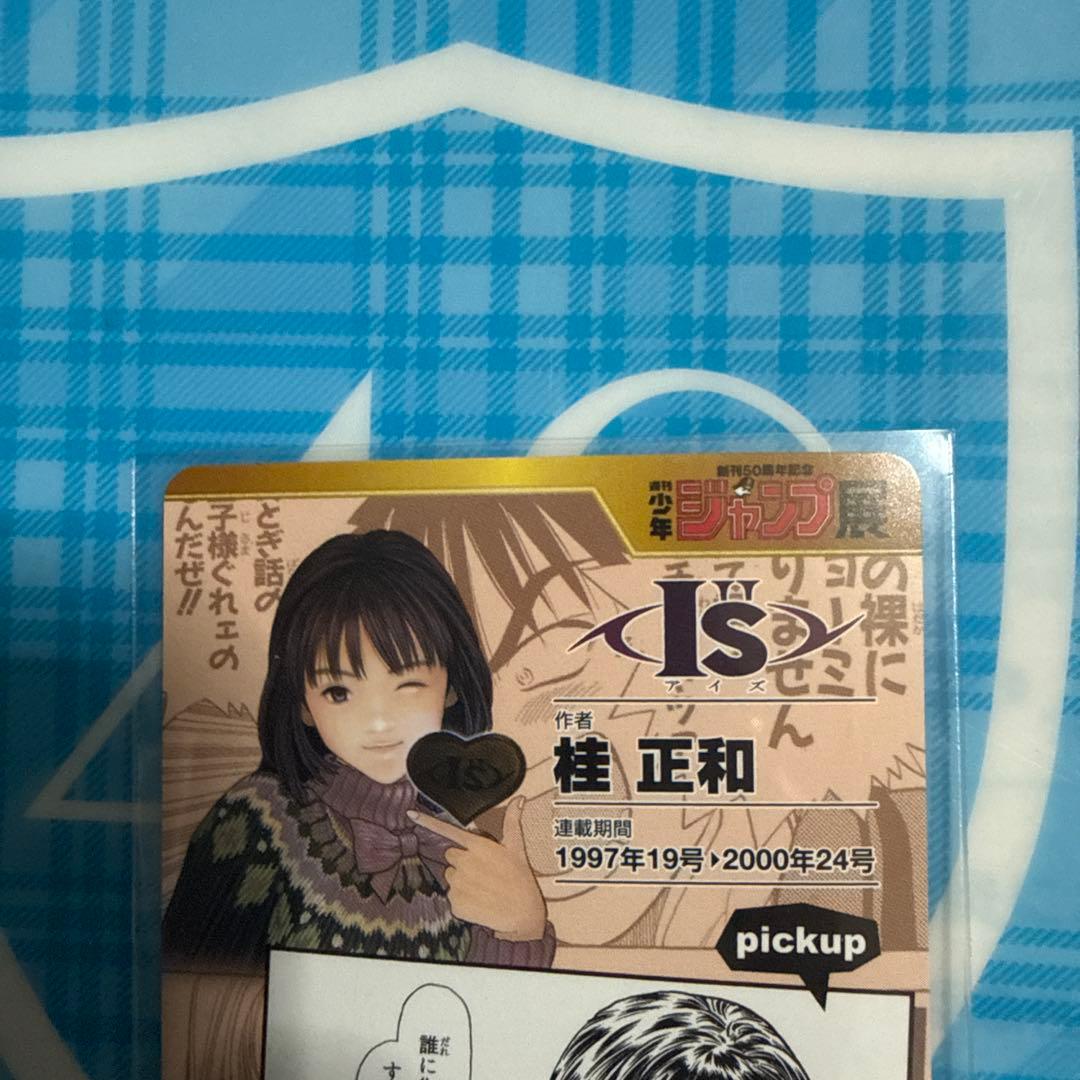 創刊50周年記念
週刊
少年
ジャンプ展
とぎ話の
子様ぐれェの
んだぜ!!
の裸に
ョーミ
りません
I"s
アイズ
I"s
作者
桂 正和
連載期間
1997年19号▶2000年24号
pickup
誰に
す